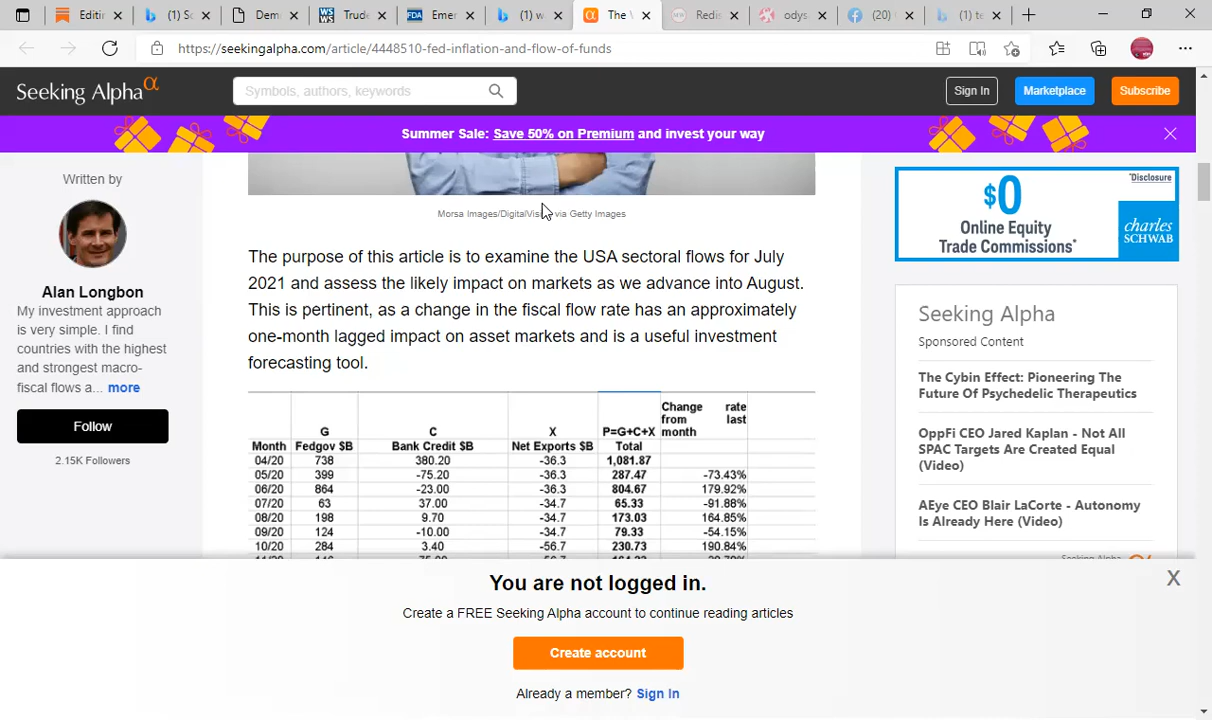 Editin
(1) Sc
Dem
Trude
FDA
Emer
(1) w
The V
Redis
odys
(20) (
(1) te
https://seekingalpha.com/article/4448510-fed-inflation-and-flow-of-funds
Seeking Alpha α
Symbols, authors, keywords
Sign In
Marketplace
Subscribe
Summer Sale: Save 50% on Premium and invest your way
Written by
Alan Longbon
My investment approach
is very simple. I find
countries with the highest
and strongest macro-
fiscal flows a... more
Follow
2.15K Followers
Morsa Images/DigitalVisi via Getty Images
The purpose of this article is to examine the USA sectoral flows for July
2021 and assess the likely impact on markets as we advance into August.
This is pertinent, as a change in the fiscal flow rate has an approximately
one-month lagged impact on asset markets and is a useful investment
forecasting tool.
Change rate
from last
G C X P=G+C+X month
Month Fedgov $B Bank Credit $B Net Exports $B Total
04/20 738 380.20 -36.3 1,081.87
05/20 399 -75.20 -36.3 287.47 -73.43%
06/20 864 -23.00 -36.3 804.67 179.92%
07/20 63 37.00 -34.7 65.33 -91.88%
08/20 198 9.70 -34.7 173.03 164.85%
09/20 124 -10.00 -34.7 79.33 -54.15%
10/20 284 3.40 -56.7 230.73 190.84%
*Disclosure
$0
Online Equity
Trade Commissions*
charles
SCHWAB
Seeking Alpha
Sponsored Content
The Cybin Effect: Pioneering The
Future Of Psychedelic Therapeutics
OppFi CEO Jared Kaplan - Not All
SPAC Targets Are Created Equal
(Video)
AEye CEO Blair LaCorte - Autonomy
Is Already Here (Video)
Seeking Alpha
You are not logged in.
X
Create a FREE Seeking Alpha account to continue reading articles
Create account
Already a member? Sign In